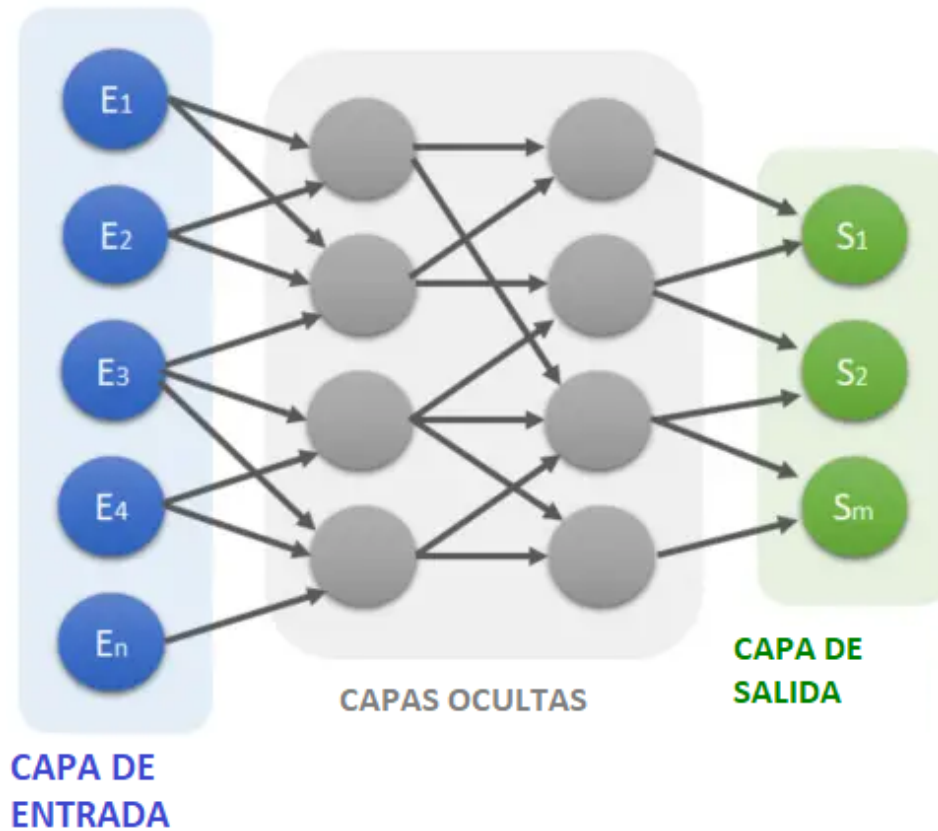 E1
E2
E3
E4
En
S1
S2
Sm
CAPAS OCULTAS
CAPA DE
SALIDA
CAPA DE
ENTRADA